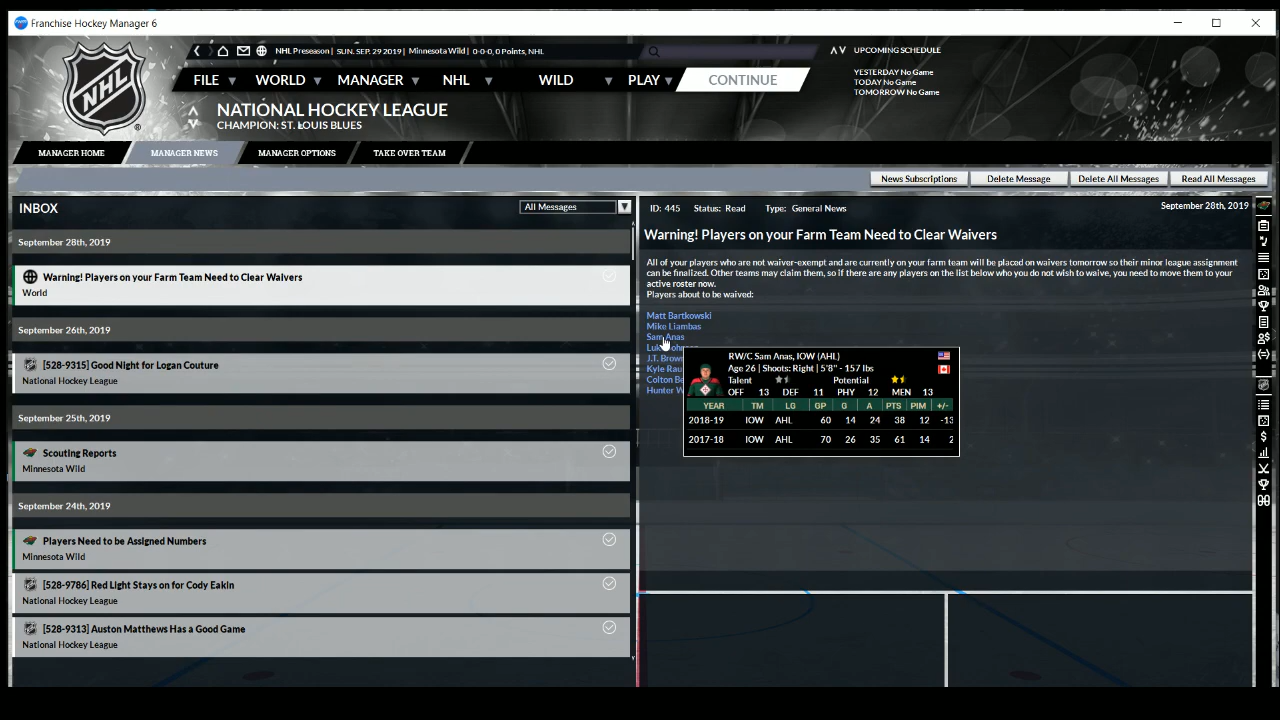 Franchise Hockey Manager 6
NHL Preseason | SUN. SEP. 29 2019 | Minnesota Wild | 0-0-0, 0 Points, NHL
UPCOMING SCHEDULE
FILE WORLD MANAGER NHL WILD PLAY CONTINUE
YESTERDAY No Game
TODAY No Game
TOMORROW No Game
NHL
NATIONAL HOCKEY LEAGUE
CHAMPION: ST. LOUIS BLUES
MANAGER HOME MANAGER NEWS MANAGER OPTIONS TAKE OVER TEAM
News Subscriptions Delete Message Delete All Messages Read All Messages
INBOX
All Messages
September 28th, 2019
Warning! Players on your Farm Team Need to Clear Waivers
World
September 26th, 2019
[528-9315] Good Night for Logan Couture
National Hockey League
September 25th, 2019
Scouting Reports
Minnesota Wild
September 24th, 2019
Players Need to be Assigned Numbers
Minnesota Wild
[528-9786] Red Light Stays on for Cody Eakin
National Hockey League
[528-9313] Auston Matthews Has a Good Game
National Hockey League
ID: 445 Status: Read Type: General News
September 28th, 2019
Warning! Players on your Farm Team Need to Clear Waivers
All of your players who are not waiver-exempt and are currently on your farm team will be placed on waivers tomorrow so their minor league assignment
can be finalized. Other teams may claim them, so if there are any players on the list below who you do not wish to waive, you need to move them to your
active roster now.
Players about to be waived:
Matt Bartkowski
Mike Liambas
Sam Anas
J.T. Brow
Kyle Rau
Colton Be
Hunter W
RW/C Sam Anas, IOW (AHL)
Age 26 | Shoots: Right | 5'8" - 157 lbs
Talent Potential
OFF 13 DEF 11 PHY 12 MEN 13
YEAR TM LG GP G A PTS PIM +/-
2018-19 IOW AHL 60 14 24 38 12 -13
2017-18 IOW AHL 70 26 35 61 14 2